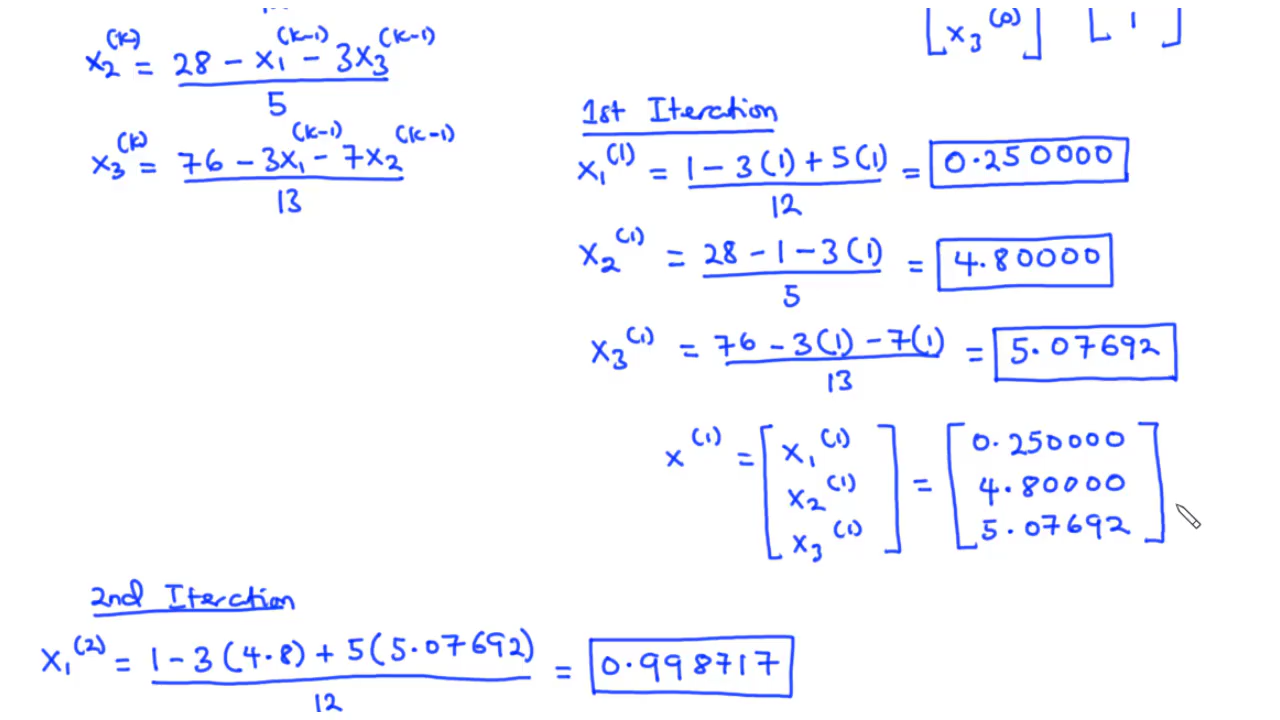 x₂⁽ᵏ⁾ = (28 − x₁⁽ᵏ⁻¹⁾ − 3x₃⁽ᵏ⁻¹⁾) / 5
x₃⁽ᵏ⁾ = (76 − 3x₁⁽ᵏ⁻¹⁾ − 7x₂⁽ᵏ⁻¹⁾) / 13
[x₃⁽⁰⁾] [1]
1st Iteration
x₁⁽¹⁾ = (1 − 3(1) + 5(1)) / 12 = 0.250000
x₂⁽¹⁾ = (28 − 1 − 3(1)) / 5 = 4.80000
x₃⁽¹⁾ = (76 − 3(1) − 7(1)) / 13 = 5.07692
x⁽¹⁾ = [x₁⁽¹⁾ x₂⁽¹⁾ x₃⁽¹⁾] = [0.250000 4.80000 5.07692]
2nd Iteration
x₁⁽²⁾ = (1 − 3(4.8) + 5(5.07692)) / 12 = 0.998717